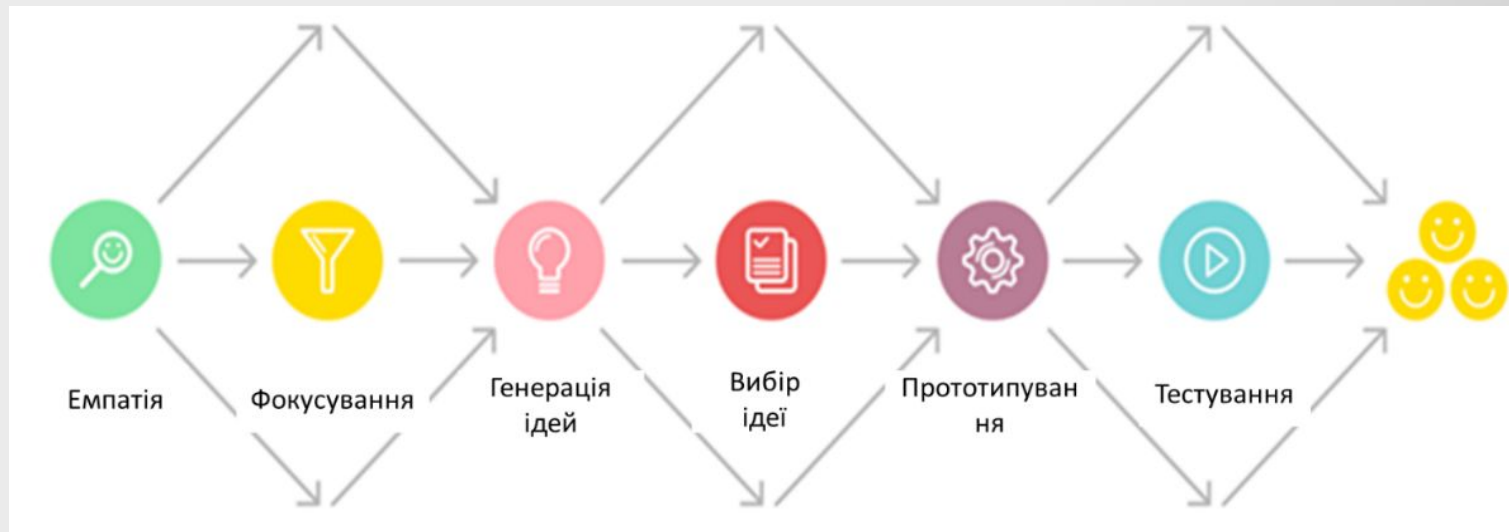 Емпатія
Фокусування
Генерація
ідей
Вибір
ідеї
Прототипуван
ня
Тестування